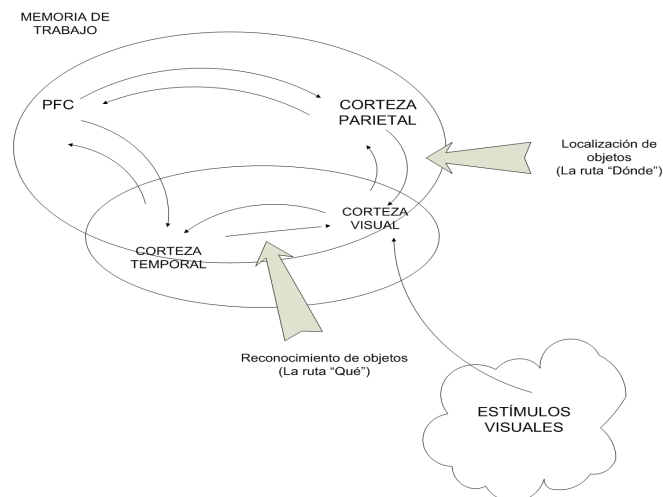 MEMORIA DE
TRABAJO
PFC
CORTEZA
PARIETAL
Localización de
objetos
(La ruta “Dónde”)
CORTEZA
VISUAL
CORTEZA
TEMPORAL
Reconocimiento de objetos
(La ruta “Qué”)
ESTÍMULOS
VISUALES